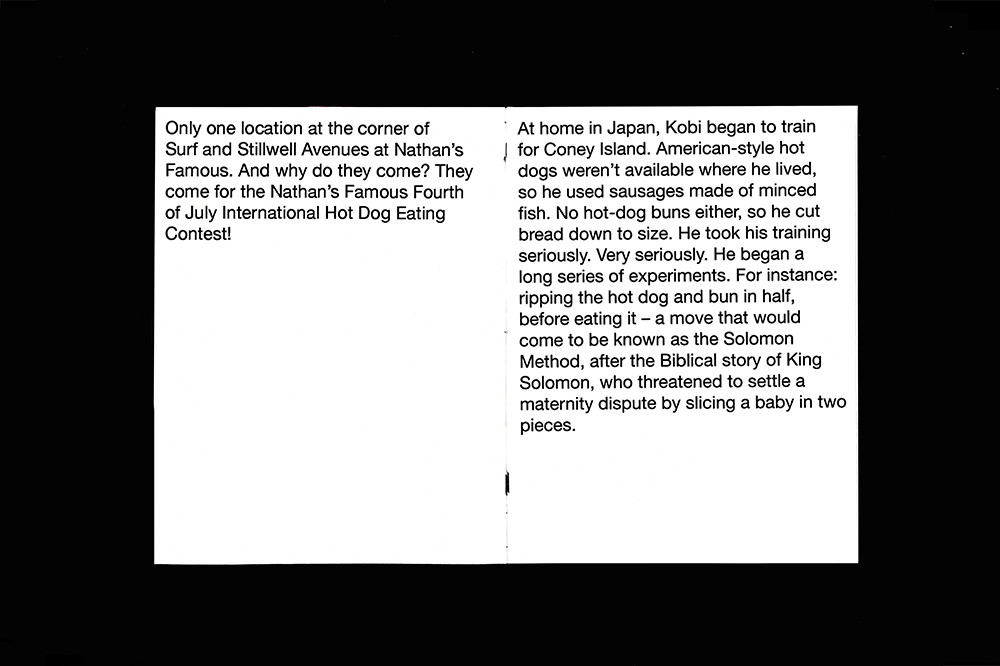 Only one location at the corner of
Surf and Stillwell Avenues at Nathan's
Famous. And why do they come? They
come for the Nathan's Famous Fourth
of July International Hot Dog Eating
Contest!
At home in Japan, Kobi began to train
for Coney Island. American-style hot
dogs weren't available where he lived,
so he used sausages made of minced
fish. No hot-dog buns either, so he cut
bread down to size. He took his training
seriously. Very seriously. He began a
long series of experiments. For instance:
ripping the hot dog and bun in half,
before eating it – a move that would
come to be known as the Solomon
Method, after the Biblical story of King
Solomon, who threatened to settle a
maternity dispute by slicing a baby in two
pieces.